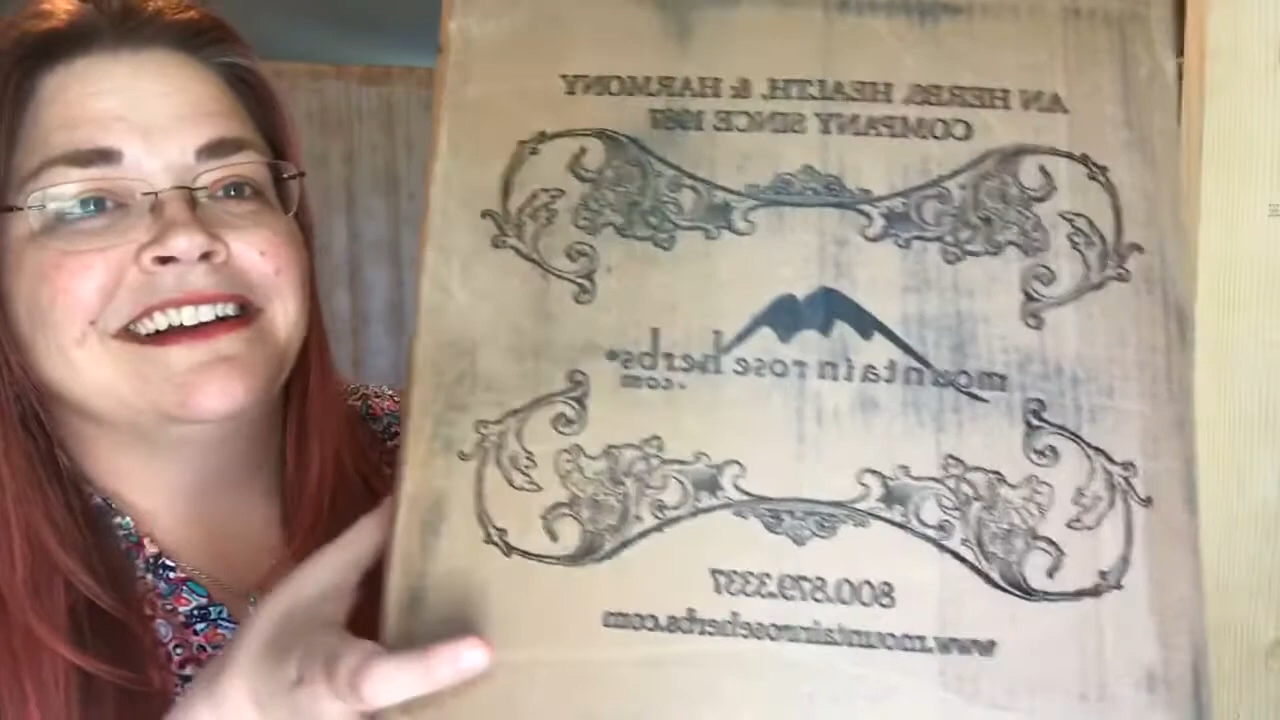 AN HERBS, HEALTH, & HARMONY
COMPANY SINCE 1987
mountain rose herbs®
.com
800.879.3337
www.mountainroseherbs.com